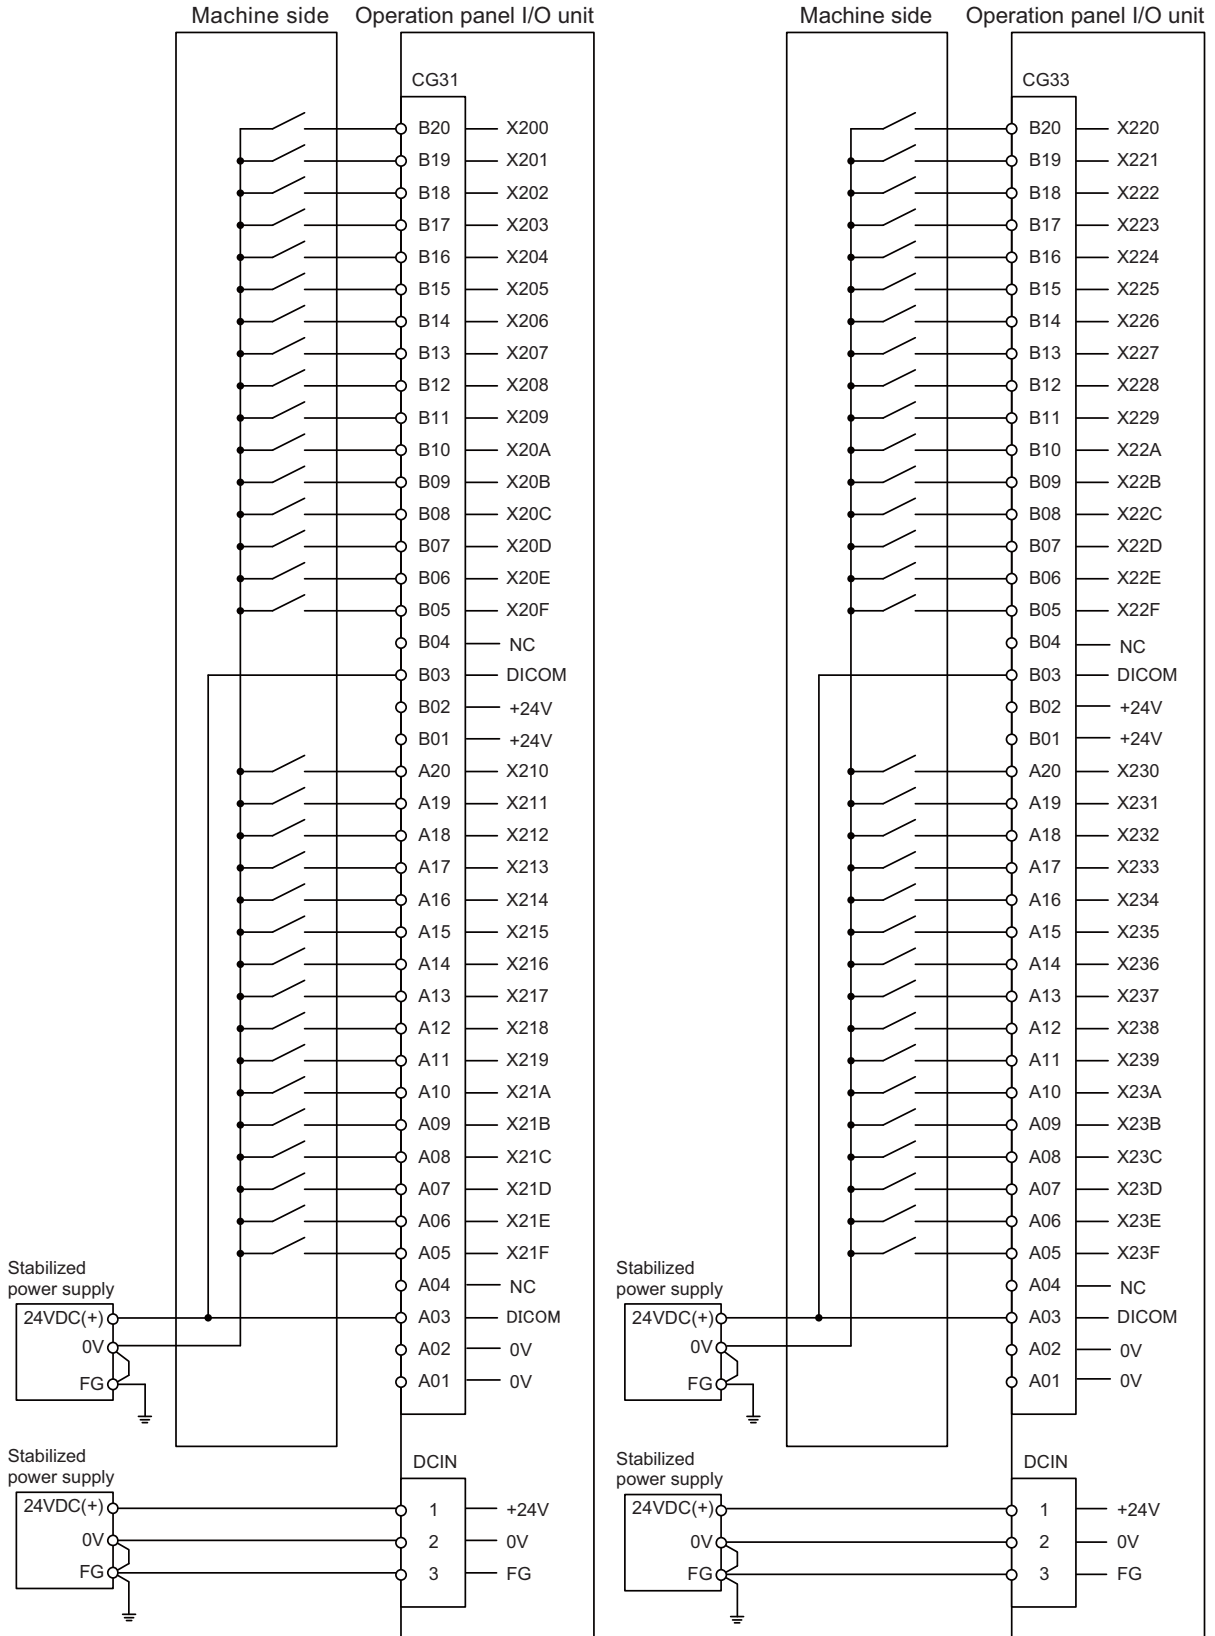 Machine side Operation panel I/O unit
CG31
B20 X200
B19 X201
B18 X202
B17 X203
B16 X204
B15 X205
B14 X206
B13 X207
B12 X208
B11 X209
B10 X20A
B09 X20B
B08 X20C
B07 X20D
B06 X20E
B05 X20F
B04 NC
B03 DICOM
B02 +24V
B01 +24V
A20 X210
A19 X211
A18 X212
A17 X213
A16 X214
A15 X215
A14 X216
A13 X217
A12 X218
A11 X219
A10 X21A
A09 X21B
A08 X21C
A07 X21D
A06 X21E
A05 X21F
Stabilized
power supply
A04 NC
24VDC(+) A03 DICOM
0V A02 0V
FG A01 0V
Stabilized
power supply
DCIN
24VDC(+) 1 +24V
0V 2 0V
FG 3 FG
Machine side Operation panel I/O unit
CG33
B20 X220
B19 X221
B18 X222
B17 X223
B16 X224
B15 X225
B14 X226
B13 X227
B12 X228
B11 X229
B10 X22A
B09 X22B
B08 X22C
B07 X22D
B06 X22E
B05 X22F
B04 NC
B03 DICOM
B02 +24V
B01 +24V
A20 X230
A19 X231
A18 X232
A17 X233
A16 X234
A15 X235
A14 X236
A13 X237
A12 X238
A11 X239
A10 X23A
A09 X23B
A08 X23C
A07 X23D
A06 X23E
A05 X23F
Stabilized
power supply
A04 NC
24VDC(+) A03 DICOM
0V A02 0V
FG A01 0V
Stabilized
power supply
DCIN
24VDC(+) 1 +24V
0V 2 0V
FG 3 FG